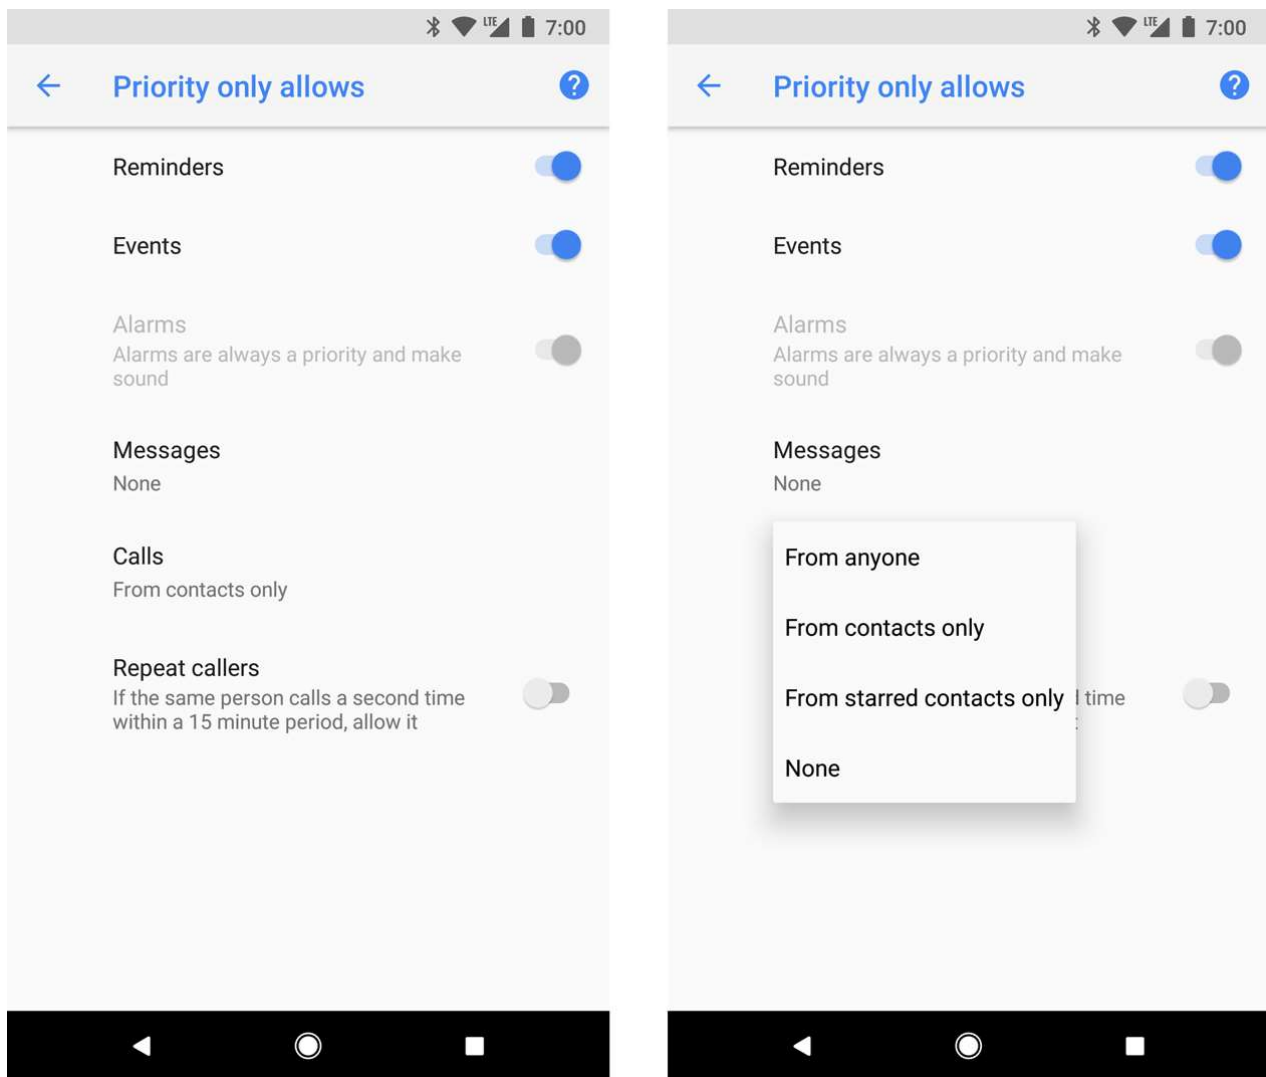 LTE 7:00
Priority only allows
Reminders
Events
Alarms
Alarms are always a priority and make
sound
Messages
None
Calls
From contacts only
Repeat callers
If the same person calls a second time
within a 15 minute period, allow it
LTE 7:00
Priority only allows
Reminders
Events
Alarms
Alarms are always a priority and make
sound
Messages
None
From anyone
From contacts only
From starred contacts only
time
None